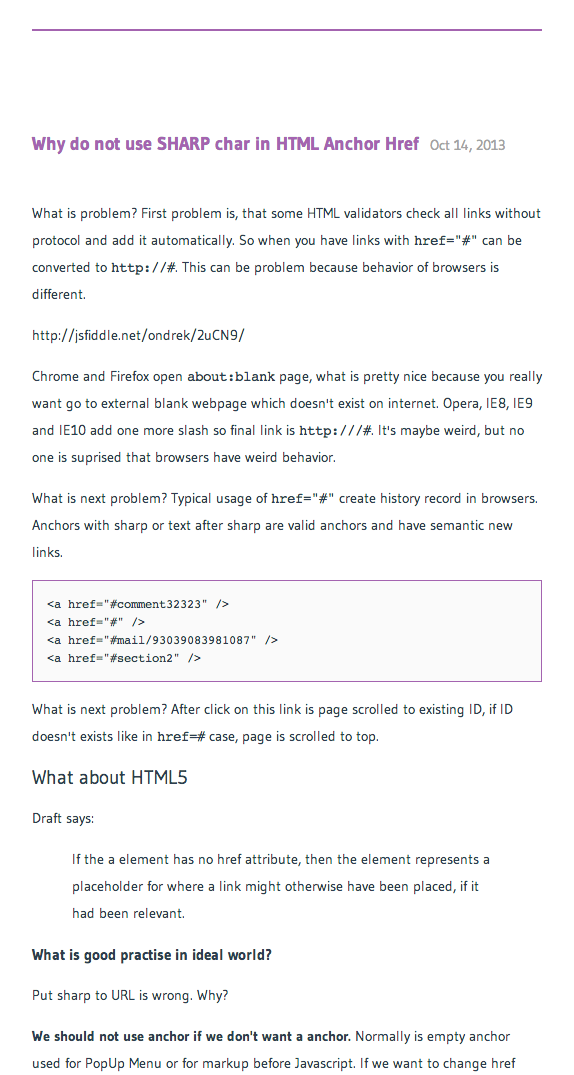 Why do not use SHARP char in HTML Anchor Href Oct 14, 2013
What is problem? First problem is, that some HTML validators check all links without
protocol and add it automatically. So when you have links with href="#" can be
converted to http://#. This can be problem because behavior of browsers is
different.
http://jsfiddle.net/ondrek/2uCN9/
Chrome and Firefox open about:blank page, what is pretty nice because you really
want go to external blank webpage which doesn't exist on internet. Opera, IE8, IE9
and IE10 add one more slash so final link is http:///#. It's maybe weird, but no
one is suprised that browsers have weird behavior.
What is next problem? Typical usage of href="#" create history record in browsers.
Anchors with sharp or text after sharp are valid anchors and have semantic new
links.
<a href="#comment32323" />
<a href="#" />
<a href="#mail/93039083981087" />
<a href="#section2" />
What is next problem? After click on this link is page scrolled to existing ID, if ID
doesn't exists like in href=# case, page is scrolled to top.
What about HTML5
Draft says:
If the a element has no href attribute, then the element represents a
placeholder for where a link might otherwise have been placed, if it
had been relevant.
What is good practise in ideal world?
Put sharp to URL is wrong. Why?
We should not use anchor if we don't want a anchor. Normally is empty anchor
used for PopUp Menu or for markup before Javascript. If we want to change href